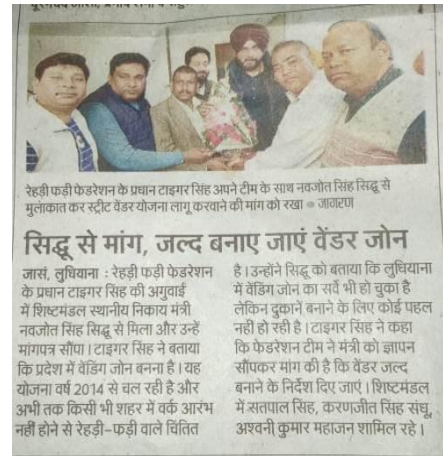 रेहड़ी फड़ी फेडरेशन के प्रधान टाइगर सिंह अपने टीम के साथ नवजोत सिंह सिद्धू से
मुलाकात कर स्ट्रीट वेंडर योजना लागू करवाने की मांग को रखा ● जागरण
सिद्धू से मांग, जल्द बनाए जाएं वेंडर जोन
जासं, लुधियाना : रेहड़ी फड़ी फेडरेशन
के प्रधान टाइगर सिंह की अगुवाई
में शिष्टमंडल स्थानीय निकाय मंत्री
नवजोत सिंह सिद्धू से मिला और उन्हें
मांगपत्र सौंपा। टाइगर सिंह ने बताया
कि प्रदेश में वेंडिंग जोन बनना है। यह
योजना वर्ष 2014 से चल रही है और
अभी तक किसी भी शहर में वर्क आरंभ
नहीं होने से रेहड़ी-फड़ी वाले चिंतित
है। उन्होंने सिद्धू को बताया कि लुधियाना
में वेंडिंग जोन का सर्वे भी हो चुका है
लेकिन दुकानें बनाने के लिए कोई पहल
नहीं हो रही है। टाइगर सिंह ने कहा
कि फेडरेशन टीम ने मंत्री को ज्ञापन
सौंपकर मांग की है कि वेंडर जल्द
बनाने के निर्देश दिए जाएं। शिष्टमंडल
में सतपाल सिंह, करणजीत सिंह संधू,
अश्वनी कुमार महाजन शामिल रहे।